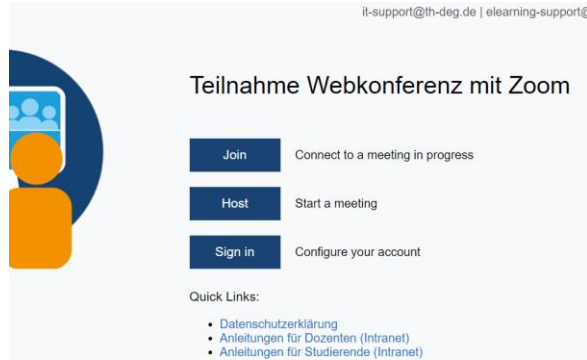 it-support@th-deg.de | elearning-support@
Teilnahme Webkonferenz mit Zoom
Join Connect to a meeting in progress
Host Start a meeting
Sign in Configure your account
Quick Links:
Datenschutzerklärung
Anleitungen für Dozenten (Intranet)
Anleitungen für Studierende (Intranet)